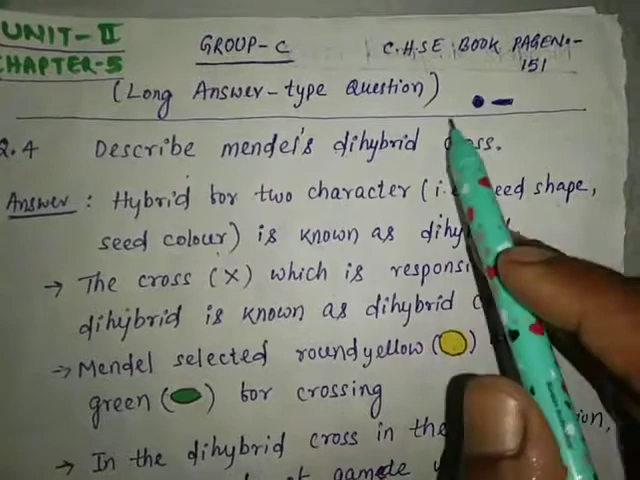 UNIT-II GROUP-C C.H.S.E BOOK PAGEN:-
CHAPTER-5 151
(Long Answer-type Question) :-
Q.4 Describe mendel's dihybrid
Answer: Hybrid for two character (i.e seed shape,
seed colour) is known as
→ The cross (X) which is
dihybrid is known as dihybrid
→ Mendel selected round yellow ( )
green ( ) for crossing
→ In the dihybrid cross in the